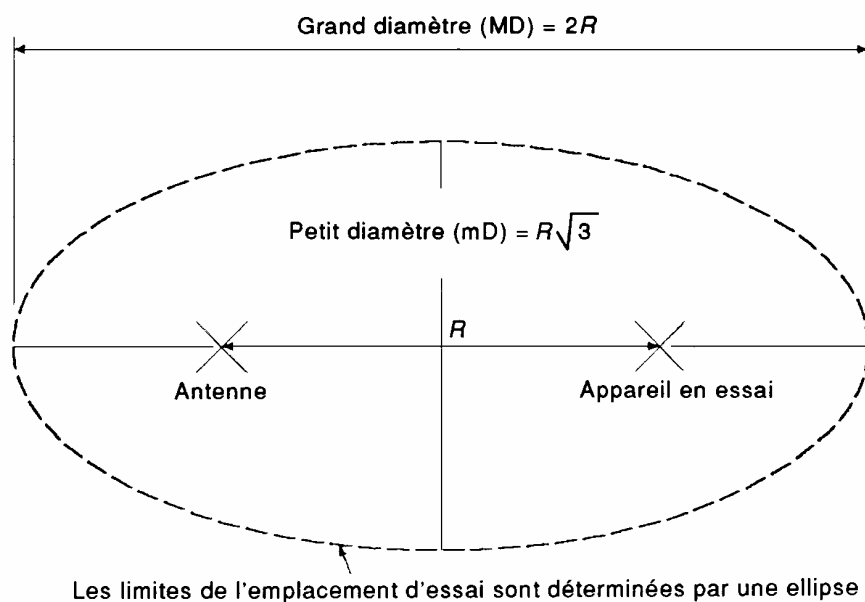 Grand diamètre (MD) = 2R
Petit diamètre (mD) = R√3
R
Antenne
Appareil en essai
Les limites de l'emplacement d'essai sont déterminées par une ellipse